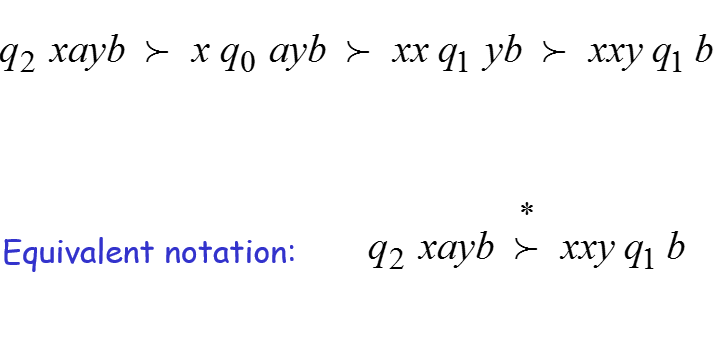 q₂ xayb ≻ x q₀ ayb ≻ xx q₁ yb ≻ xxy q₁ b
*
Equivalent notation: q₂ xayb ≻ xxy q₁ b